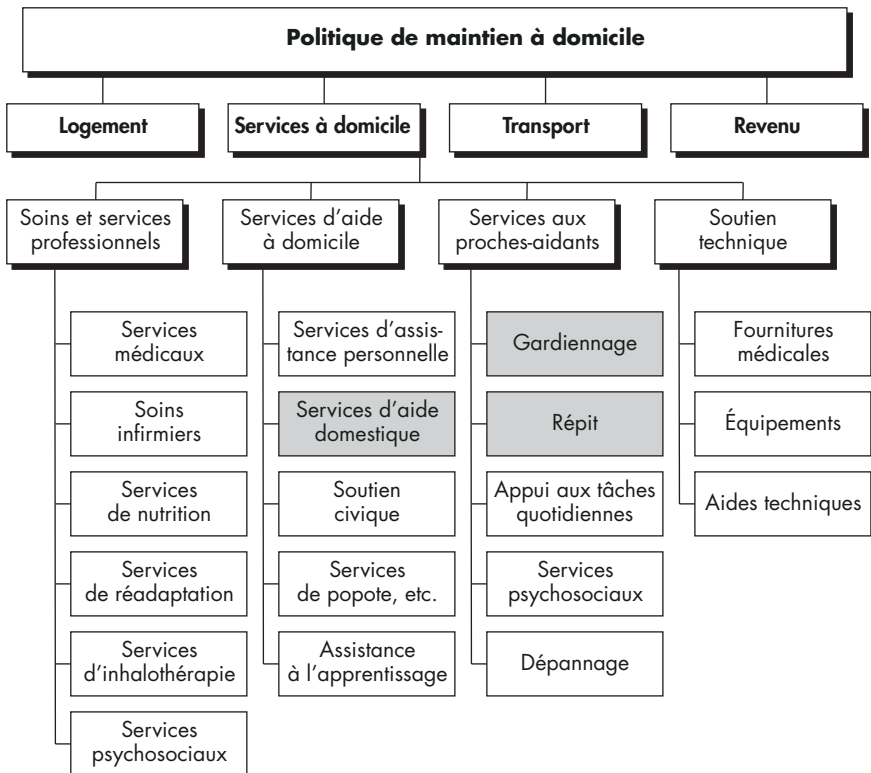 Politique de maintien à domicile
Logement
Services à domicile
Transport
Revenu
Soins et services
professionnels
Services d'aide
à domicile
Services aux
proches-aidants
Soutien
technique
Services
médicaux
Soins
infirmiers
Services
de nutrition
Services
de réadaptation
Services
d'inhalothérapie
Services
psychosociaux
Services d'assis-
tance personnelle
Services d'aide
domestique
Soutien
civique
Services
de popote, etc.
Assistance
à l'apprentissage
Gardiennage
Répit
Appui aux tâches
quotidiennes
Services
psychosociaux
Dépannage
Fournitures
médicales
Équipements
Aides techniques